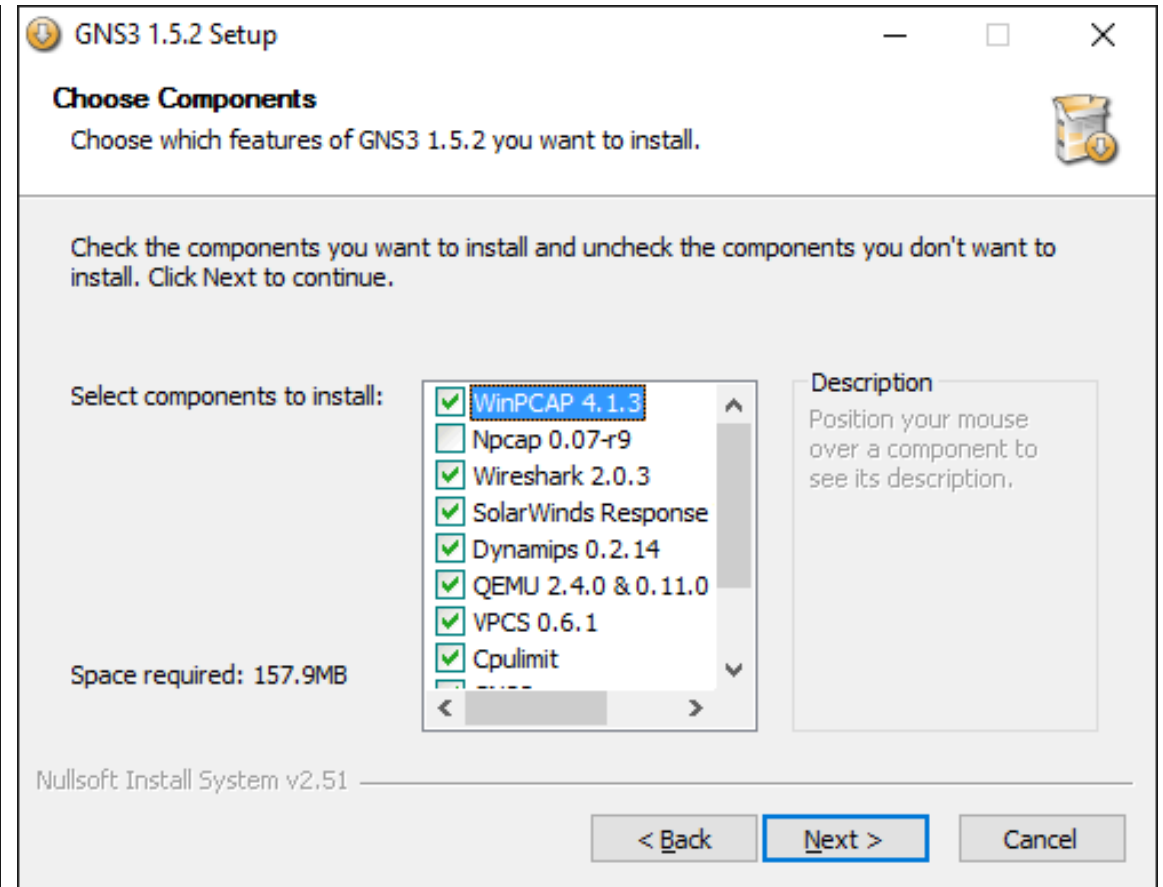 GNS3 1.5.2 Setup
Choose Components
Choose which features of GNS3 1.5.2 you want to install.
Check the components you want to install and uncheck the components you don't want to
install. Click Next to continue.
Select components to install:
WinPCAP 4.1.3
Npcap 0.07-r9
Wireshark 2.0.3
SolarWinds Response
Dynamips 0.2.14
QEMU 2.4.0 & 0.11.0
VPCS 0.6.1
Cpulimit
Description
Position your mouse
over a component to
see its description.
Space required: 157.9MB
Nullsoft Install System v2.51
< Back
Next >
Cancel